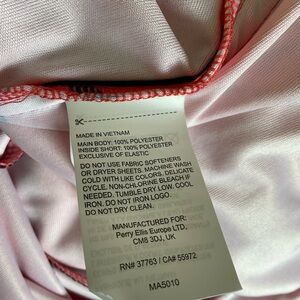 MADE IN VIETNAM
MAIN BODY: 100% POLYESTER
INSIDE SHORT: 100% POLYESTER
EXCLUSIVE OF ELASTIC
DO NOT USE FABRIC SOFTENERS
OR DRYER SHEETS. MACHINE WASH
COLD WITH LIKE COLORS. DELICATE
CYCLE. NON-CHLORINE BLEACH IF
NEEDED. TUMBLE DRY LOW. COOL
IRON. DO NOT IRON LOGO.
DO NOT DRY CLEAN.
MANUFACTURED FOR:
Perry Ellis Europe LTD.
CM8 3DJ, UK
RN# 37763 / CA# 55972
MA5010